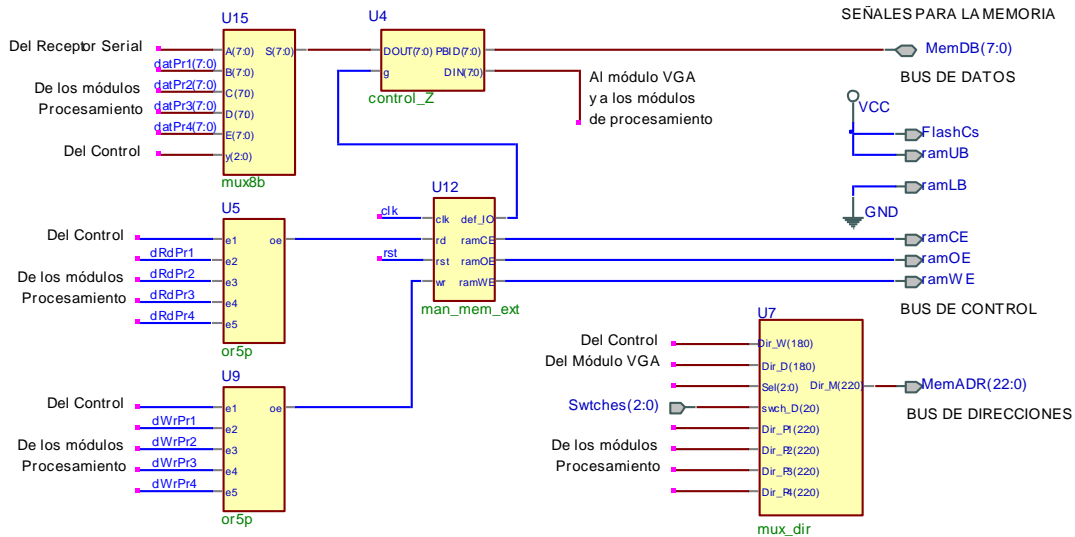 U15
U4
SEÑALES PARA LA MEMORIA
Del Receptor Serial
A(7:0)
S(7:0)
DOUT(7:0)
PBID(7:0)
MemDB(7:0)
datPr1(7:0)
B(7:0)
g
DIN(7:0)
BUS DE DATOS
De los módulos
Procesamiento
datPr2(7:0)
C(7:0)
control_Z
Al módulo VGA
y a los módulos
de procesamiento
datPr3(7:0)
D(7:0)
VCC
datPr4(7:0)
E(7:0)
FlashCs
Del Control
y(2:0)
ramUB
mux8b
U12
ramLB
U5
clk
clk
def_IO
GND
Del Control
e1
oe
rd
ramCE
ramCE
dRdPr1
e2
rst
rst
ramOE
ramOE
De los módulos
Procesamiento
dRdPr2
e3
wr
ramWE
ramWE
dRdPr3
e4
man_mem_ext
BUS DE CONTROL
dRdPr4
e5
U7
or5p
Del Control
Dir_W(18:0)
U9
Del Módulo VGA
Dir_D(18:0)
Sel(2:0)
Dir_M(22:0)
MemADR(22:0)
Del Control
e1
oe
Swtches(2:0)
swch_D(2:0)
BUS DE DIRECCIONES
dWrPr1
e2
Dir_P1(22:0)
De los módulos
Procesamiento
dWrPr2
e3
De los módulos
Procesamiento
Dir_P2(22:0)
dWrPr3
e4
Dir_P3(22:0)
dWrPr4
e5
Dir_P4(22:0)
or5p
mux_dir